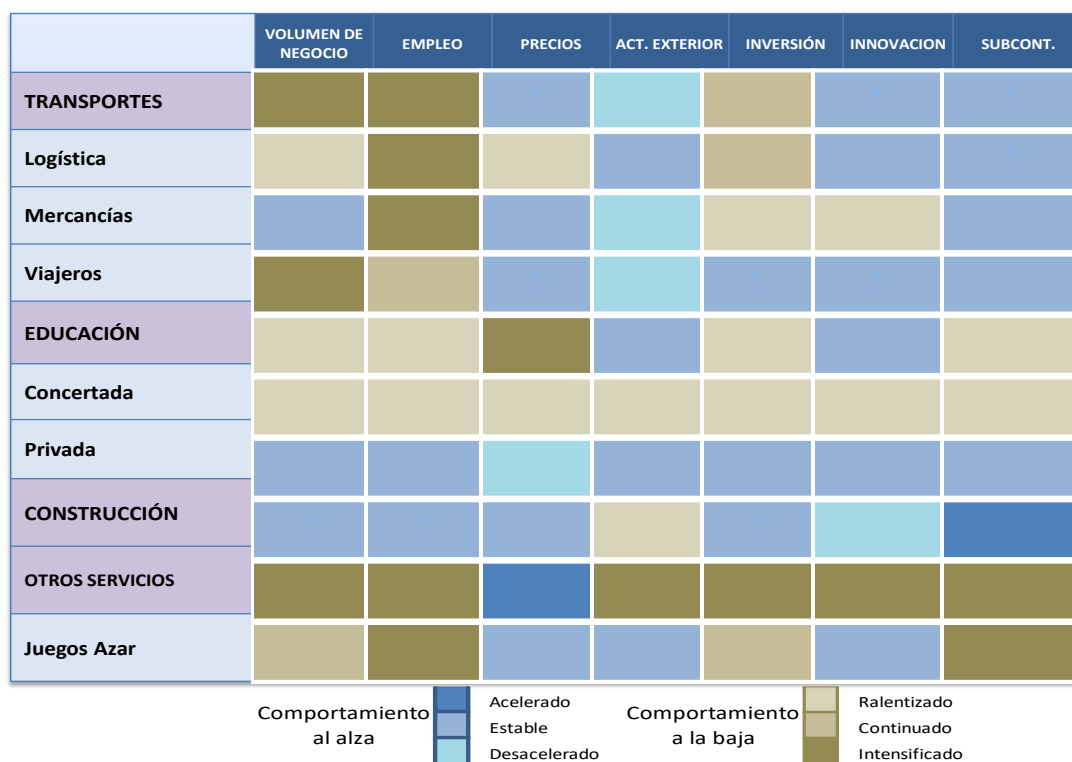 VOLUMEN DE
NEGOCIO
EMPLEO
PRECIOS
ACT. EXTERIOR
INVERSIÓN
INNOVACION
SUBCONT.
TRANSPORTES
Logística
Mercancías
Viajeros
EDUCACIÓN
Concertada
Privada
CONSTRUCCIÓN
OTROS SERVICIOS
Juegos Azar
Comportamiento
al alza
Acelerado
Estable
Desacelerado
Comportamiento
a la baja
Ralentizado
Continuado
Intensificado